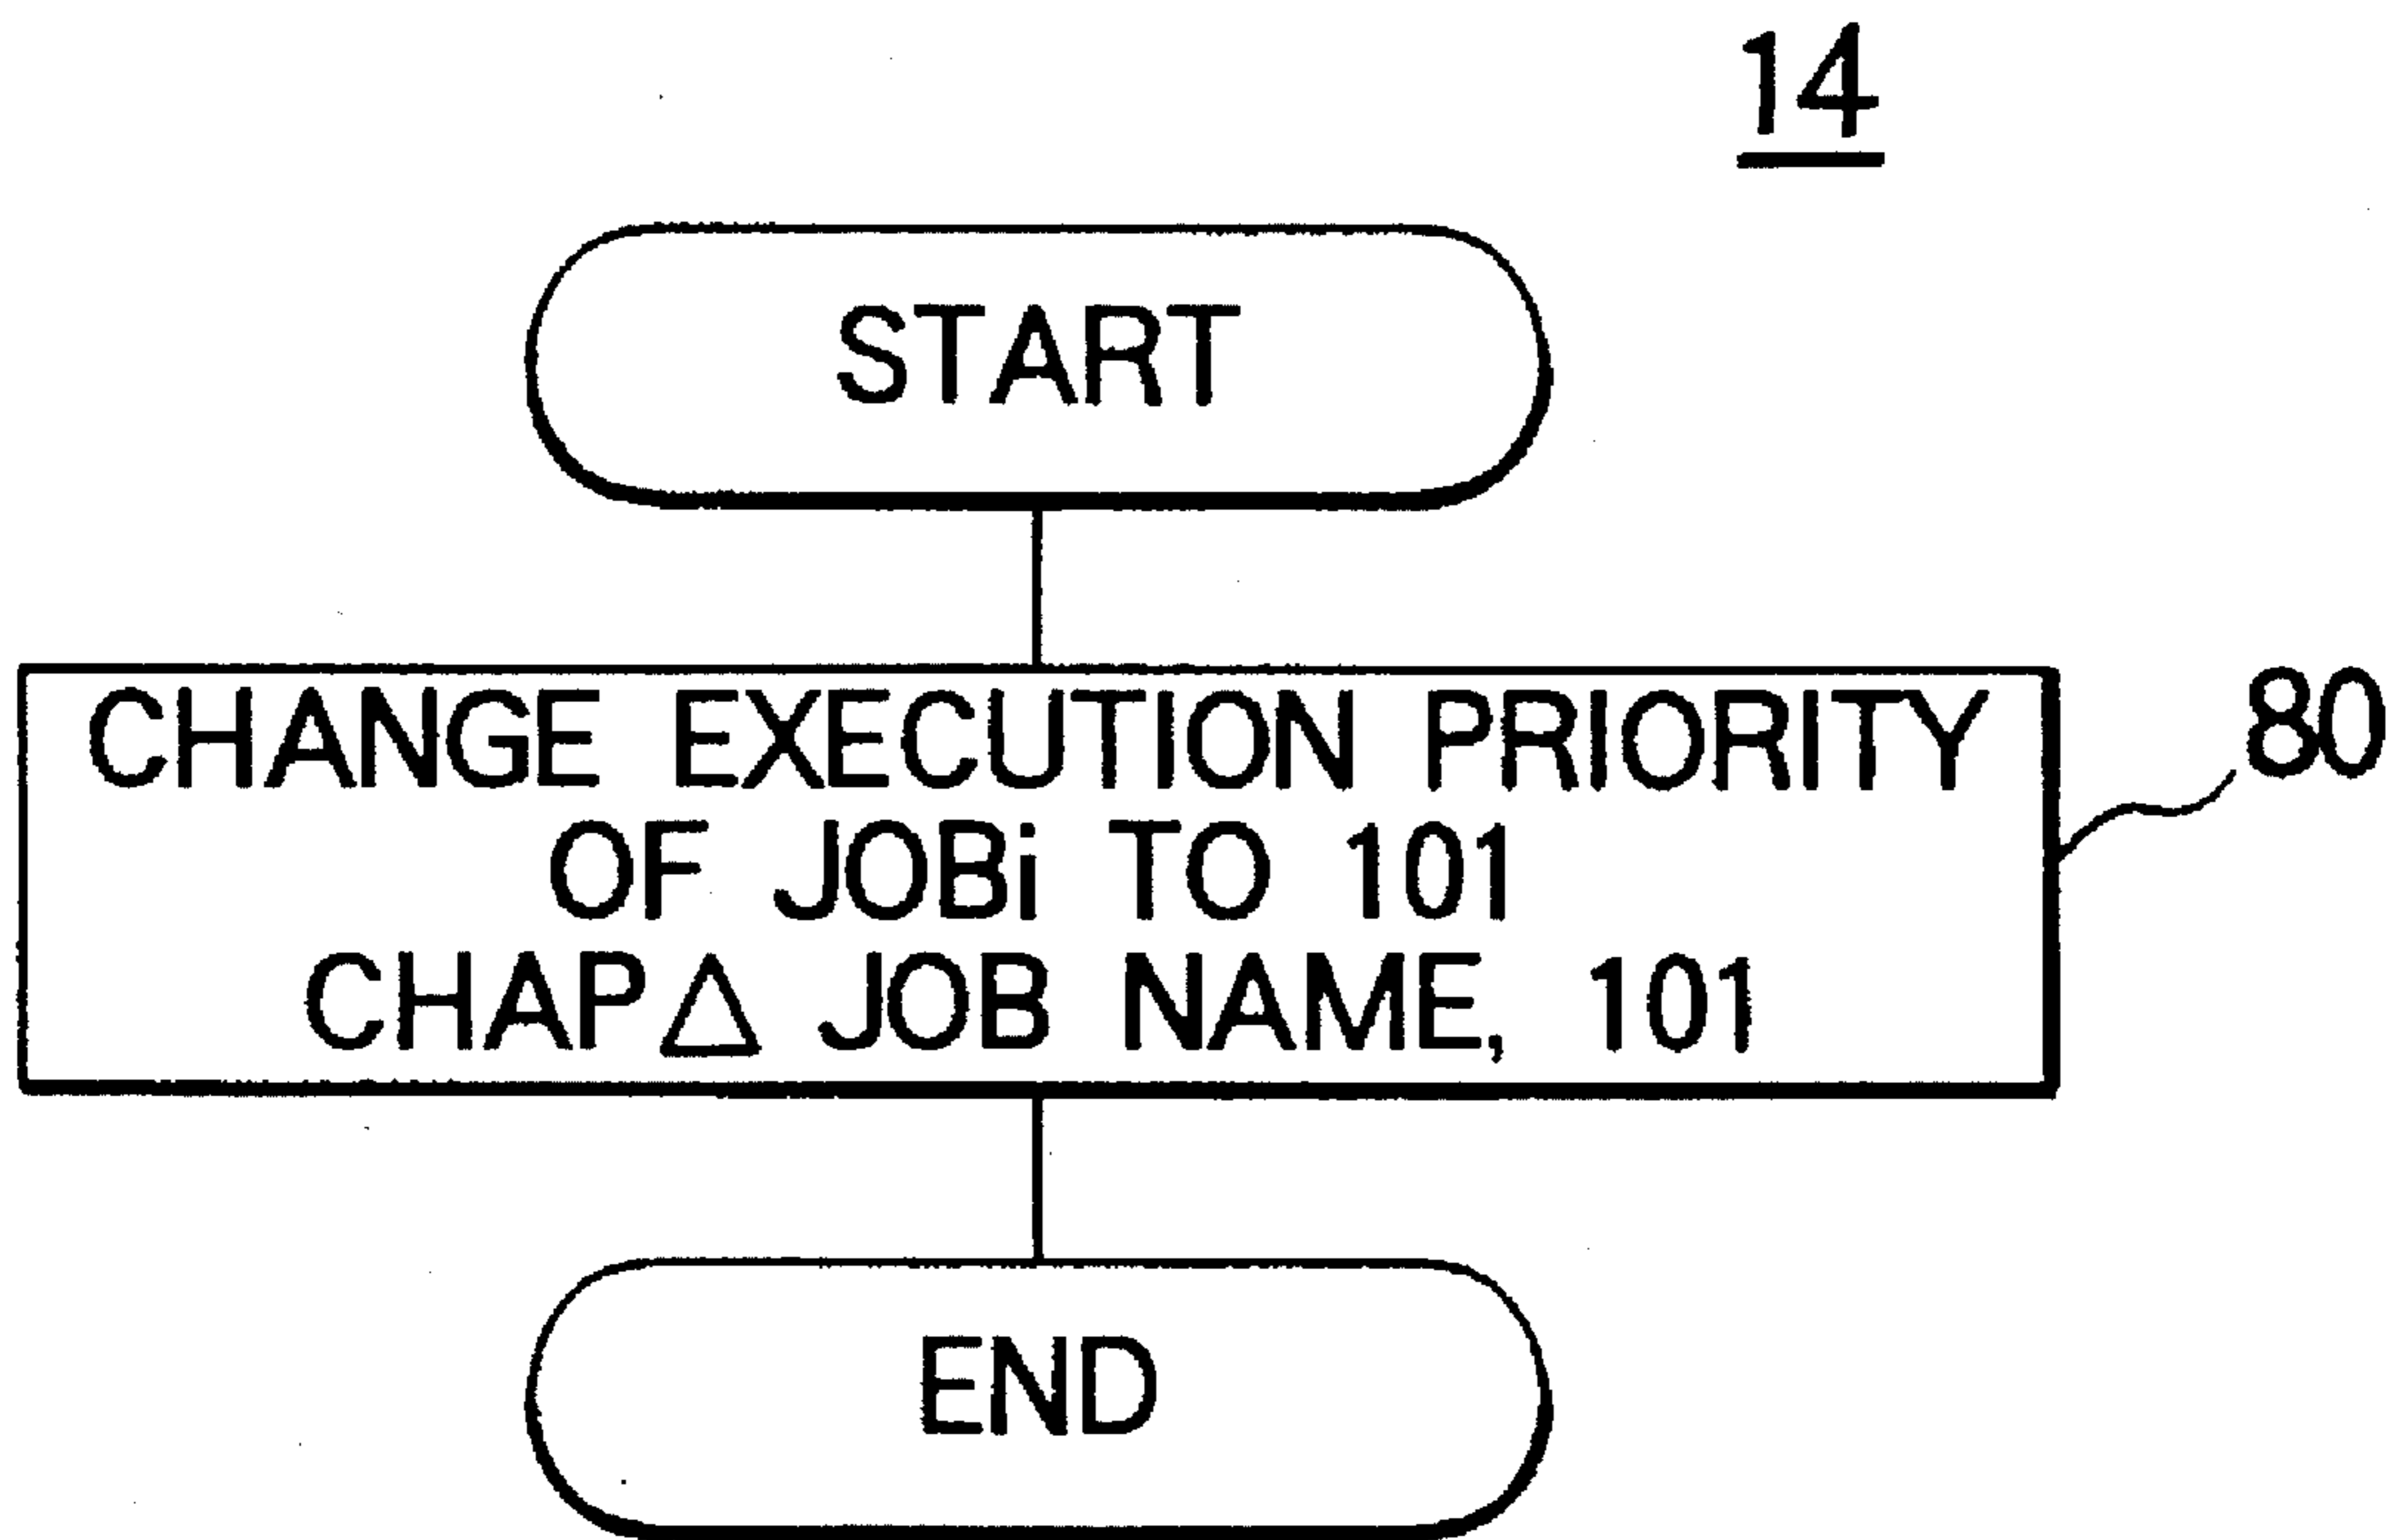 14
START
CHANGE EXECUTION PRIORITY
OF JOBi TO 101
CHAP△ JOB NAME, 101
80
END